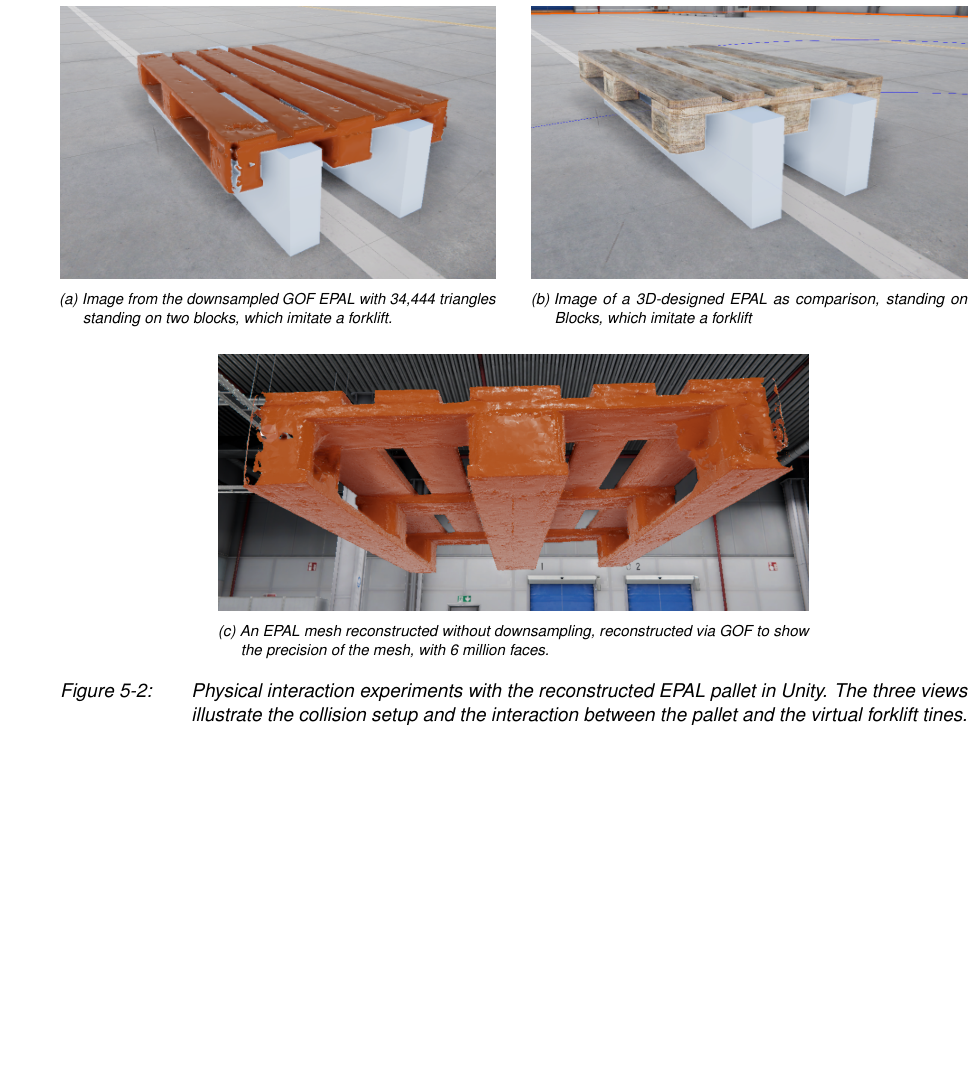 (a) Image from the downsampled GOF EPAL with 34,444 triangles
standing on two blocks, which imitate a forklift.
(b) Image of a 3D-designed EPAL as comparison, standing on
Blocks, which imitate a forklift
1
2
(c) An EPAL mesh reconstructed without downsampling, reconstructed via GOF to show
the precision of the mesh, with 6 million faces.
Figure 5-2: Physical interaction experiments with the reconstructed EPAL pallet in Unity. The three views
illustrate the collision setup and the interaction between the pallet and the virtual forklift tines.